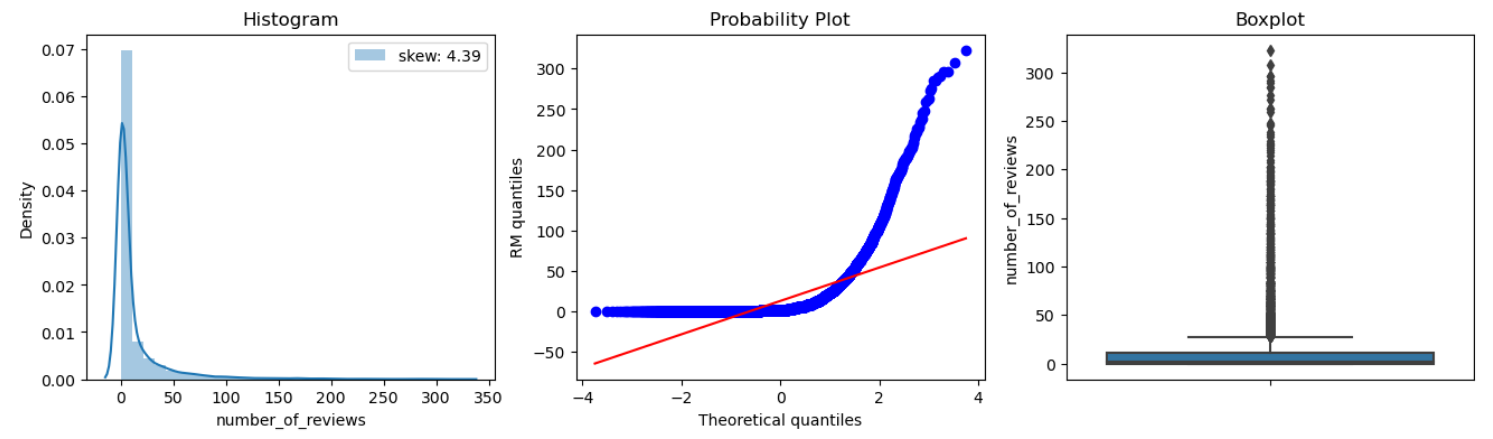 Histogram
0.07
0.06
0.05
0.04
0.03
0.02
0.01
0.00
Density
skew: 4.39
0 50 100 150 200 250 300 350
number_of_reviews
Probability Plot
300
250
200
150
100
50
0
−50
RM quantiles
−4 −2 0 2 4
Theoretical quantiles
Boxplot
300
250
200
150
100
50
0
number_of_reviews